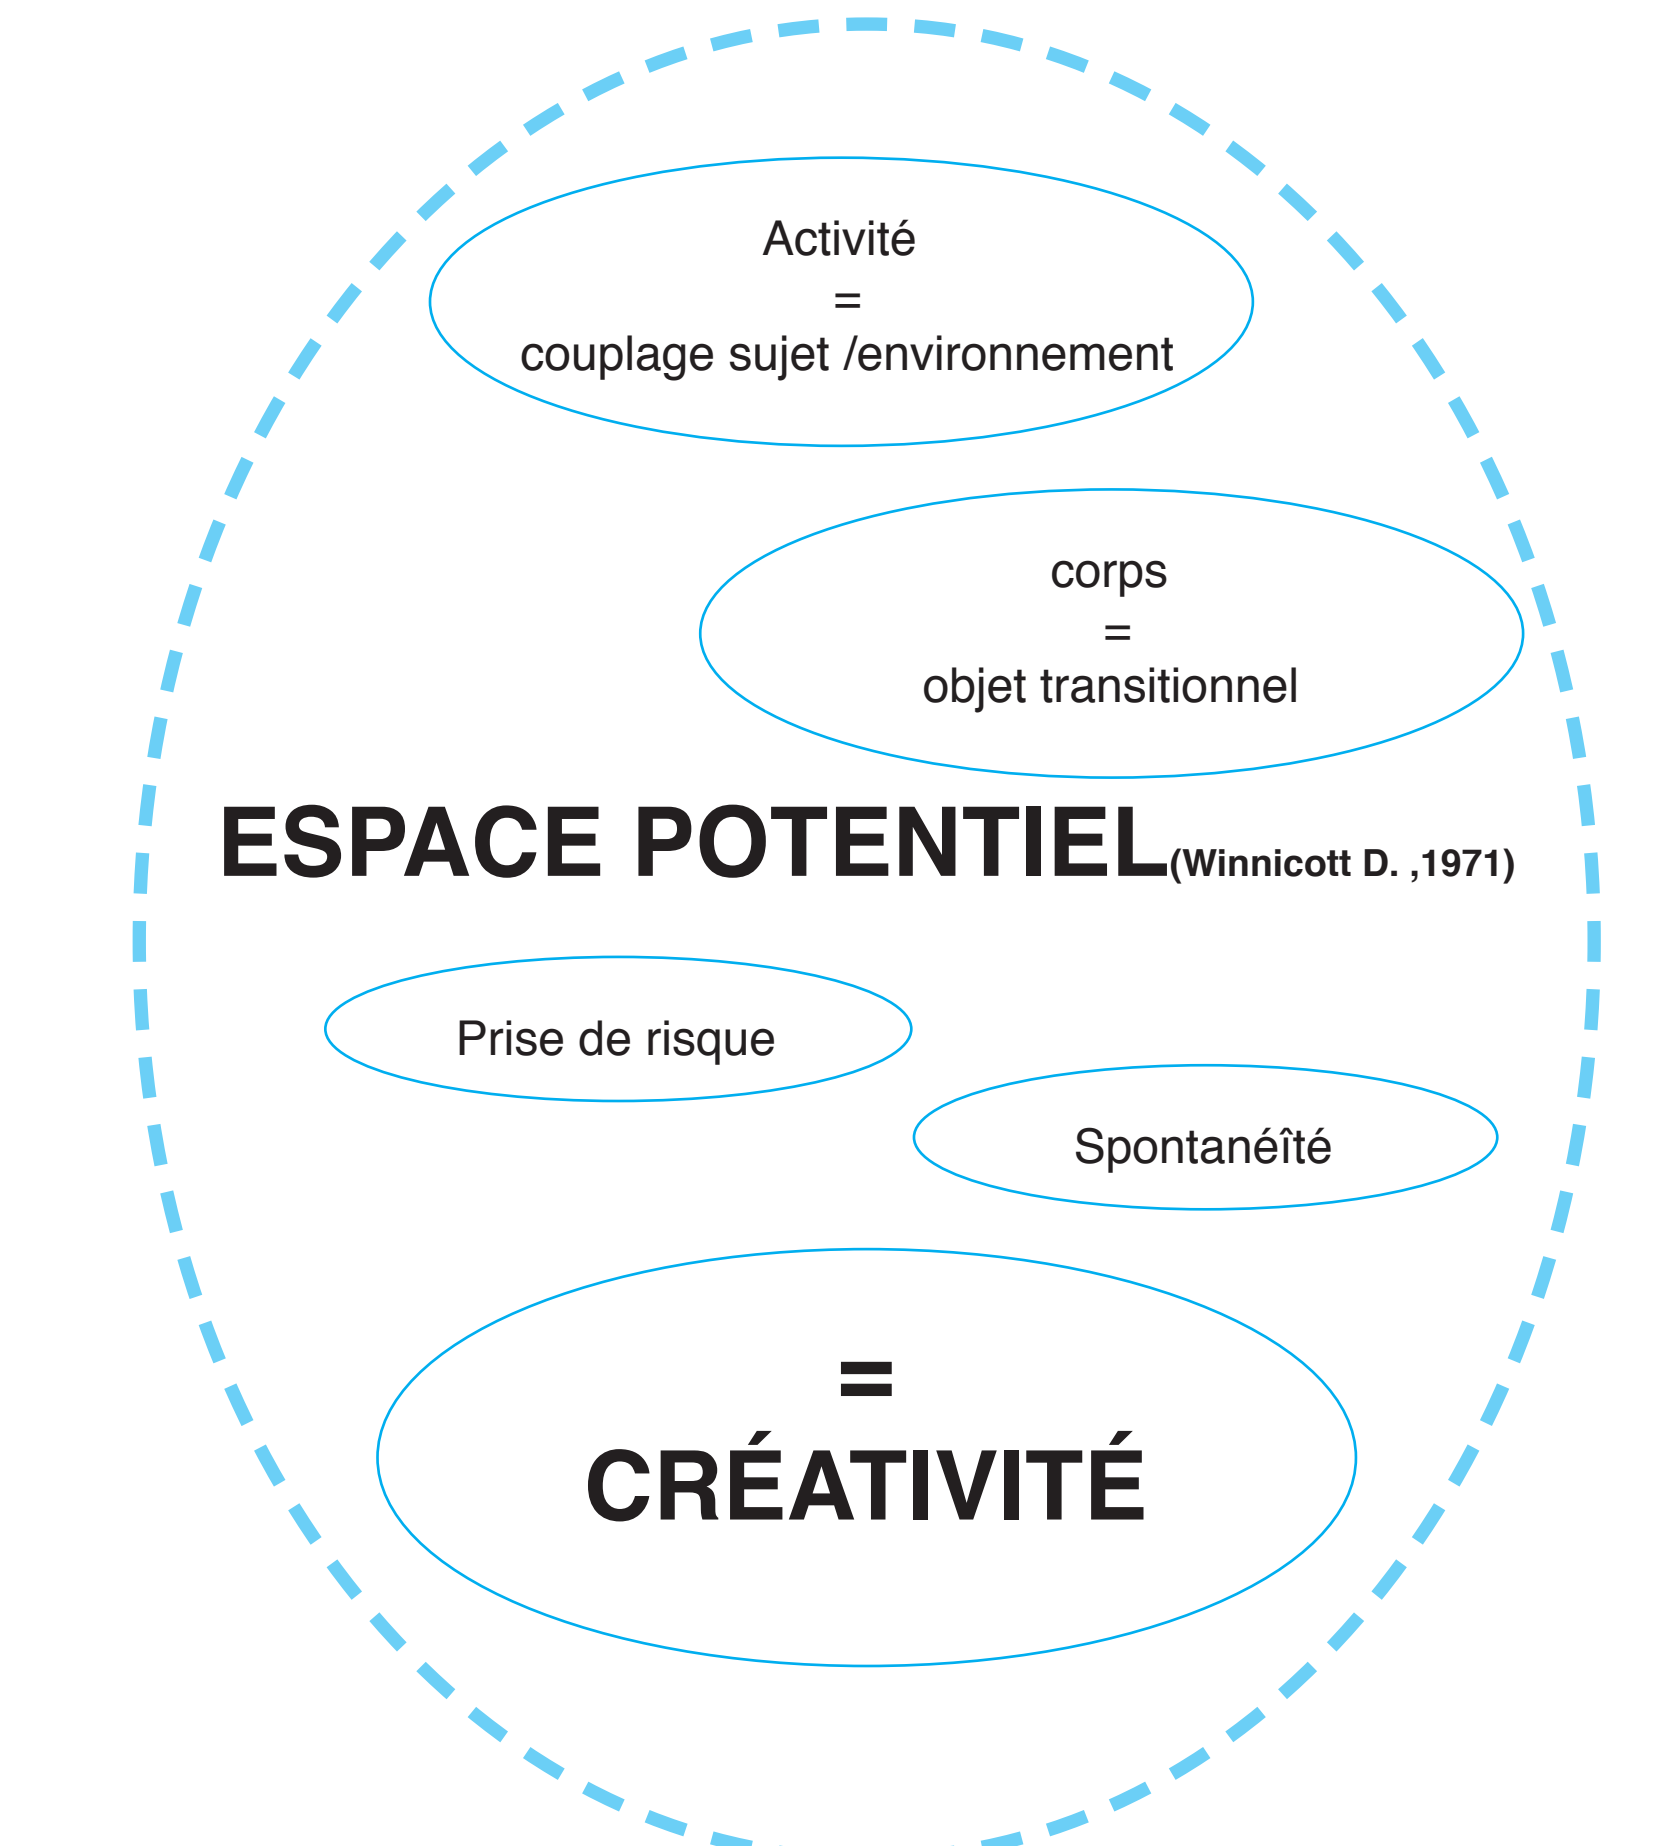 Activité
=
couplage sujet /environnement
corps
=
objet transitionnel
ESPACE POTENTIEL(Winnicott D. ,1971)
Prise de risque
Spontanéîté
=
CRÉATIVITÉ